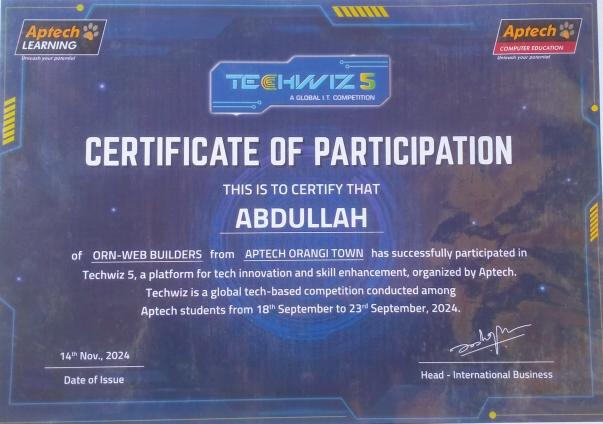 Aptech
LEARNING
Unleash your potential
Aptech
COMPUTER EDUCATION
Unleash your potential
TECHWIZ 5
A GLOBAL I.T. COMPETITION
CERTIFICATE OF PARTICIPATION
THIS IS TO CERTIFY THAT
ABDULLAH
of ORN-WEB BUILDERS from APTECH ORANGI TOWN has successfully participated in
Techwiz 5, a platform for tech innovation and skill enhancement, organized by Aptech.
Techwiz is a global tech-based competition conducted among
Aptech students from 18th September to 23rd September, 2024.
14th Nov., 2024
Date of Issue
Head - International Business